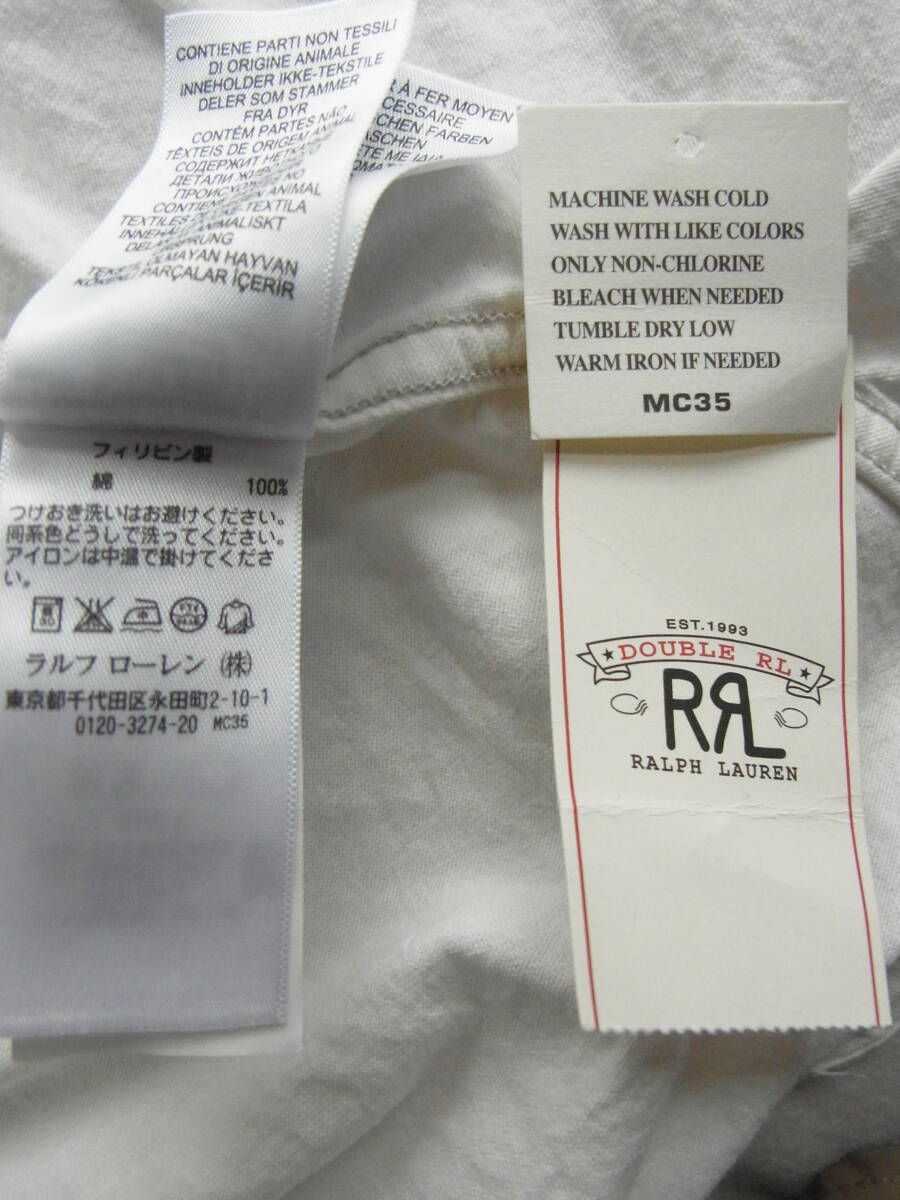 CONTIENE PARTI NON TESSILI
DI ORIGINE ANIMALE
INNEHOLDER IKKE-TEKSTILE
DELER SOM STAMMER
FRA DYR
CONTÉM PARTES NÃO
TÊXTEIS DE ORIGEM ANIMAL
СОДЕРЖИТ
ДЕТАЛИ
TEXTILES
INNEHÅLL
OLMAYAN HAYVAN
KÖKENLİ PARÇALAR İÇERİR
À FER MOYEN
FARBEN
フィリピン製
綿 100%
つけおき洗いはお避けください。
同系色どうしで洗ってください。
アイロンは中温で掛けてくださ
い。
ラルフ ローレン (株)
東京都千代田区永田町2-10-1
0120-3274-20 MC35
MACHINE WASH COLD
WASH WITH LIKE COLORS
ONLY NON-CHLORINE
BLEACH WHEN NEEDED
TUMBLE DRY LOW
WARM IRON IF NEEDED
MC35
EST.1993
DOUBLE RL
RRL
RALPH LAUREN